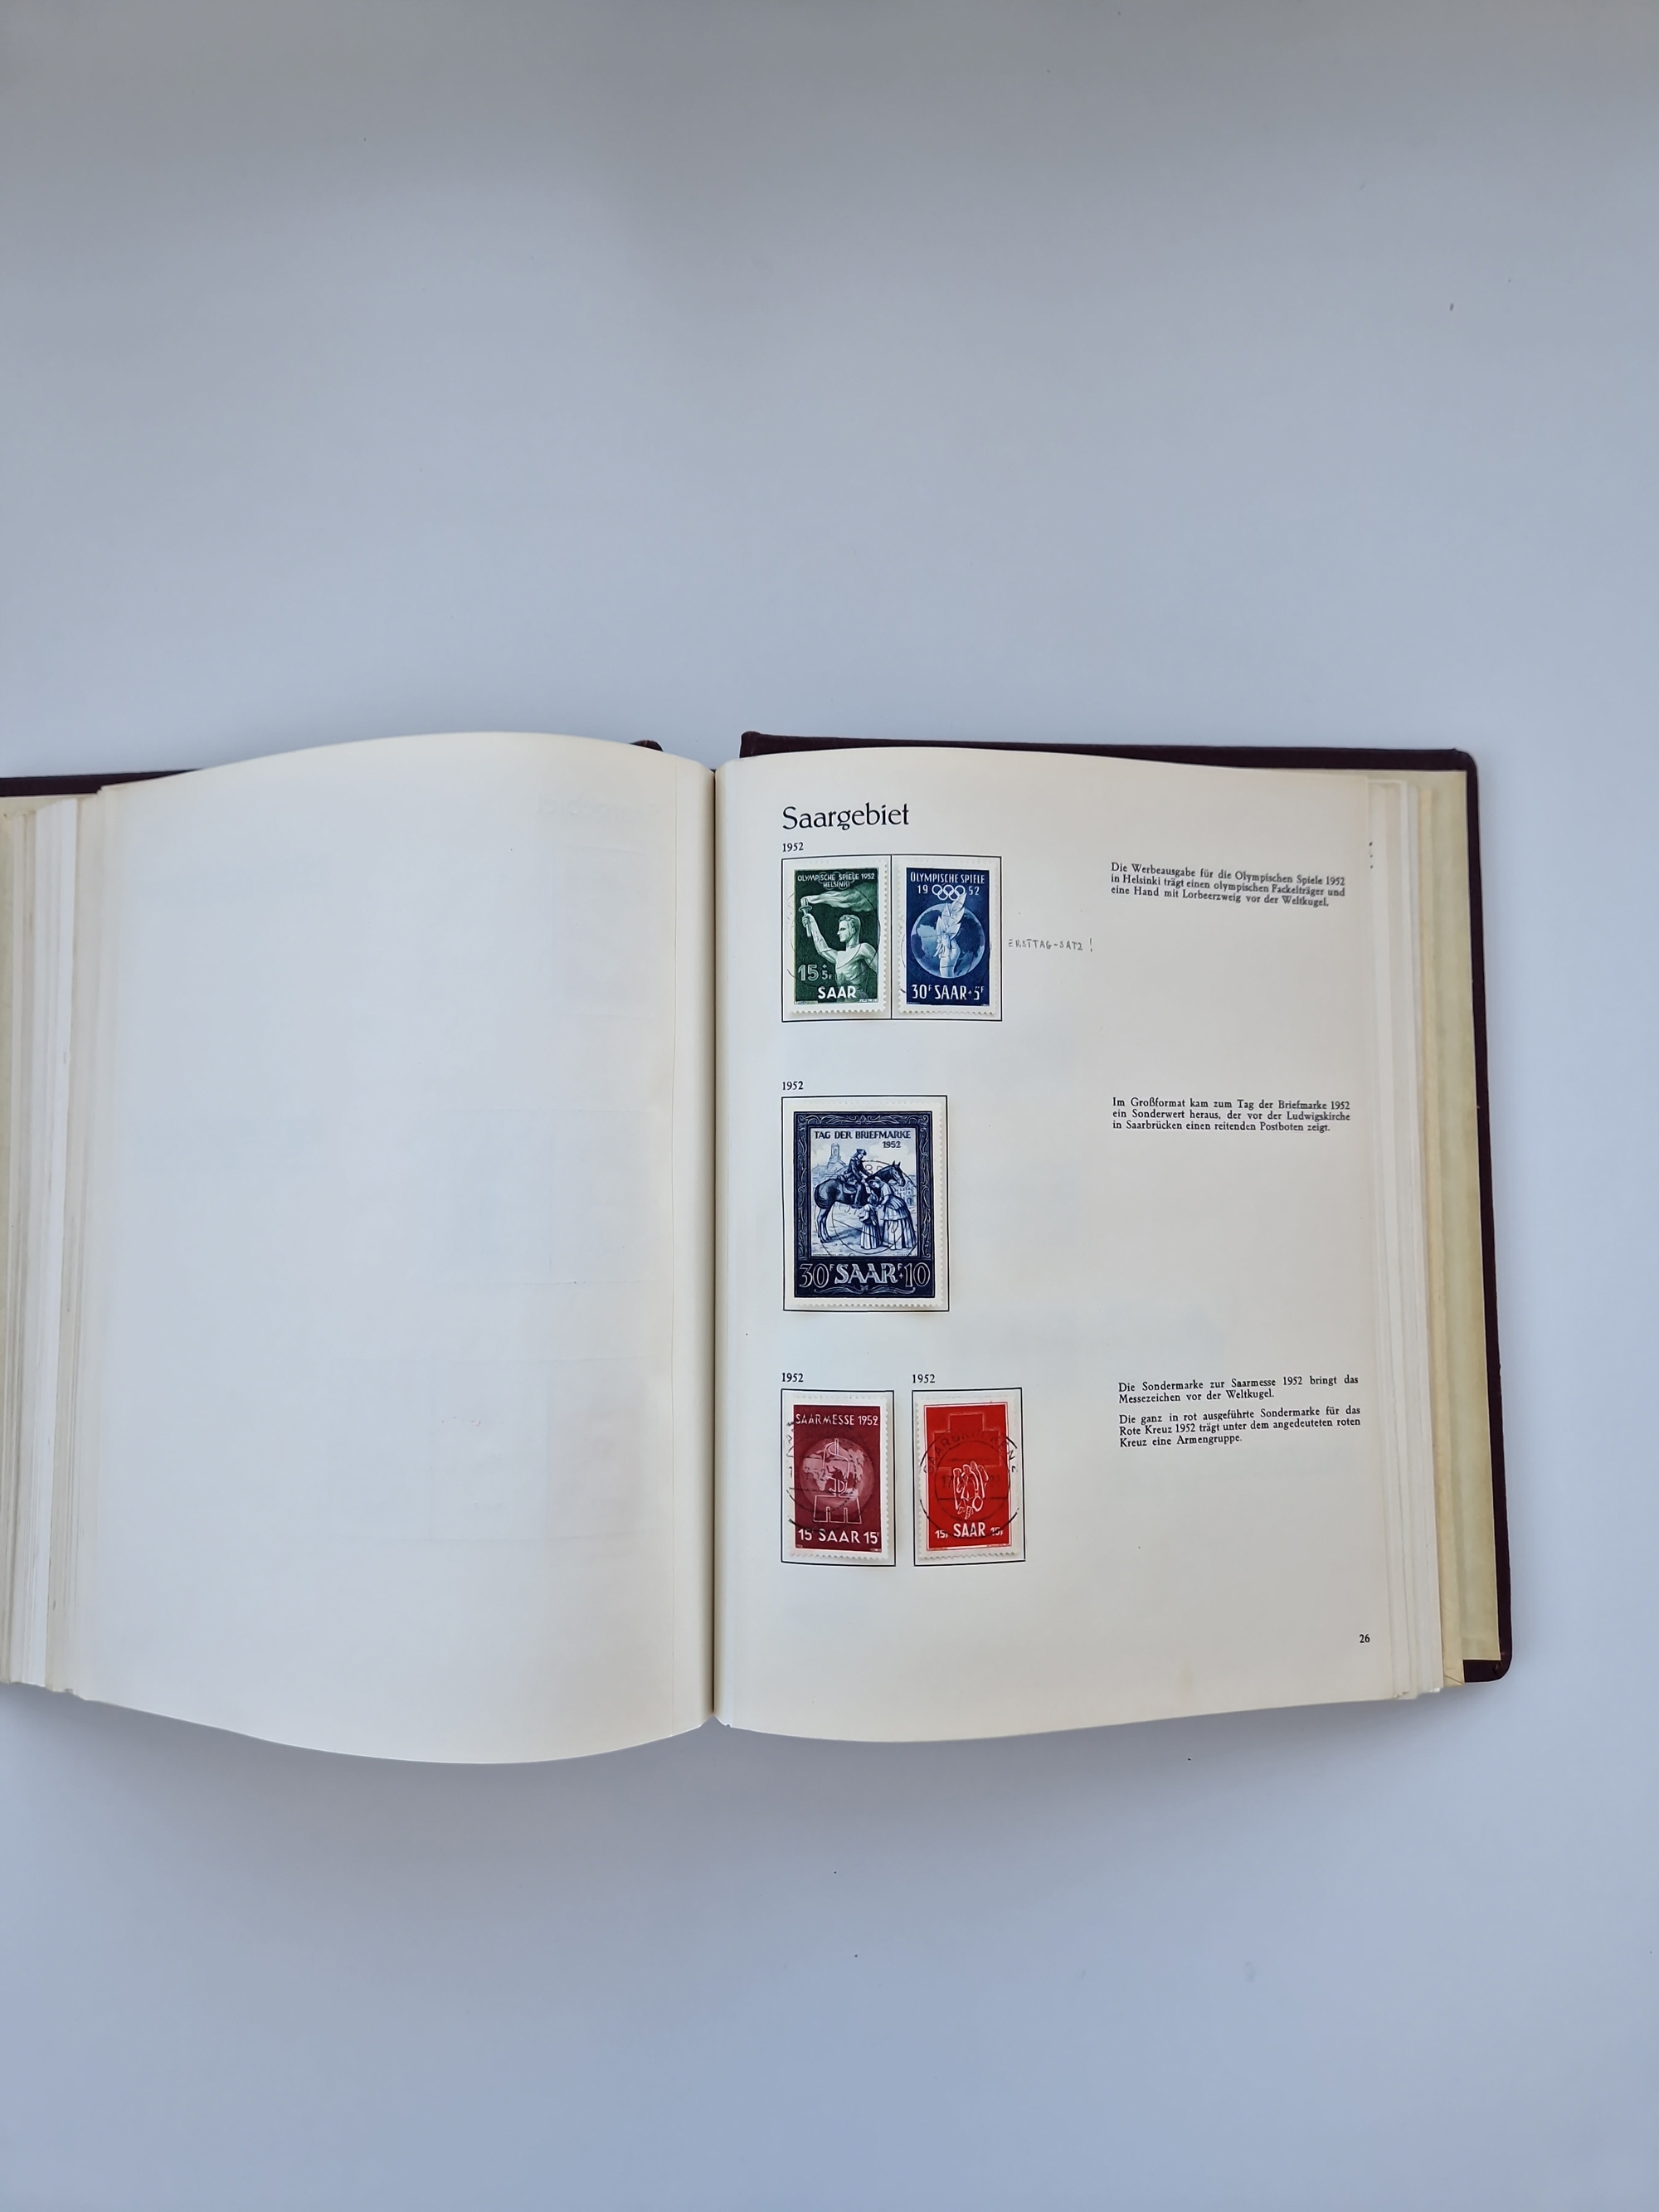 Saargebiet
1952
OLYMPISCHE SPIELE 1952
HELSINKI
15 + 5F
SAAR
OLYMPISCHE SPIELE
19 52
30F SAAR + 5F
ERSTTAG-SATZ!
Die Werbeausgabe für die Olympischen Spiele 1952
in Helsinki trägt einen olympischen Fackelträger und
eine Hand mit Lorbeerzweig vor der Weltkugel.
1952
TAG DER BRIEFMARKE
1952
30F SAAR + 10F
Im Großformat kam zum Tag der Briefmarke 1952
ein Sonderwert heraus, der vor der Ludwigskirche
in Saarbrücken einen reitenden Postboten zeigt.
1952
SAARMESSE 1952
15F SAAR 15F
1952
15F SAAR 15F
Die Sondermarke zur Saarmesse 1952 bringt das
Messezeichen vor der Weltkugel.
Die ganz in rot ausgeführte Sondermarke für das
Rote Kreuz 1952 trägt unter dem angedeuteten roten
Kreuz eine Armengruppe.
26